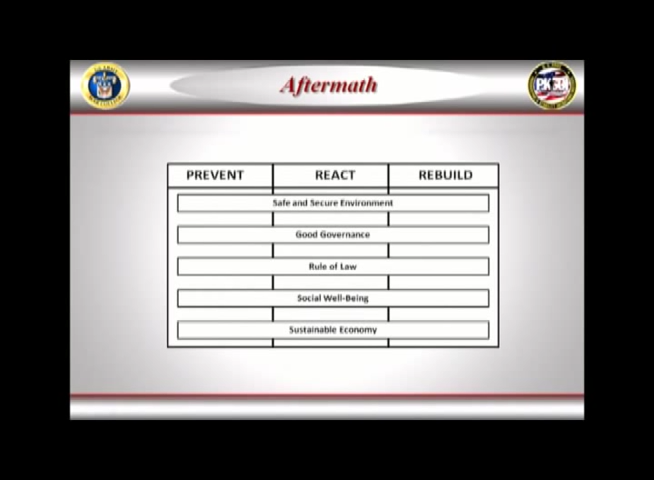 Aftermath
PREVENT REACT REBUILD
Safe and Secure Environment
Good Governance
Rule of Law
Social Well-Being
Sustainable Economy